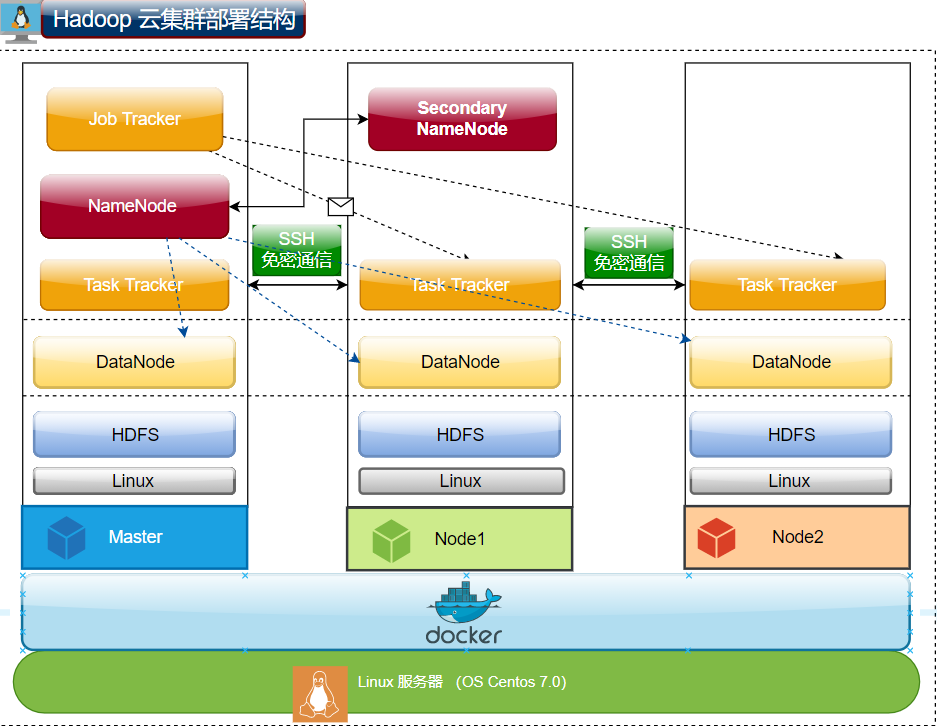 Hadoop 云集群部署结构
Job Tracker
Secondary
NameNode
NameNode
SSH
免密通信
SSH
免密通信
Task Tracker
Task Tracker
Task Tracker
DataNode
DataNode
DataNode
HDFS
HDFS
HDFS
Linux
Linux
Linux
Master
Node1
Node2
docker
Linux 服务器 （OS Centos 7.0）